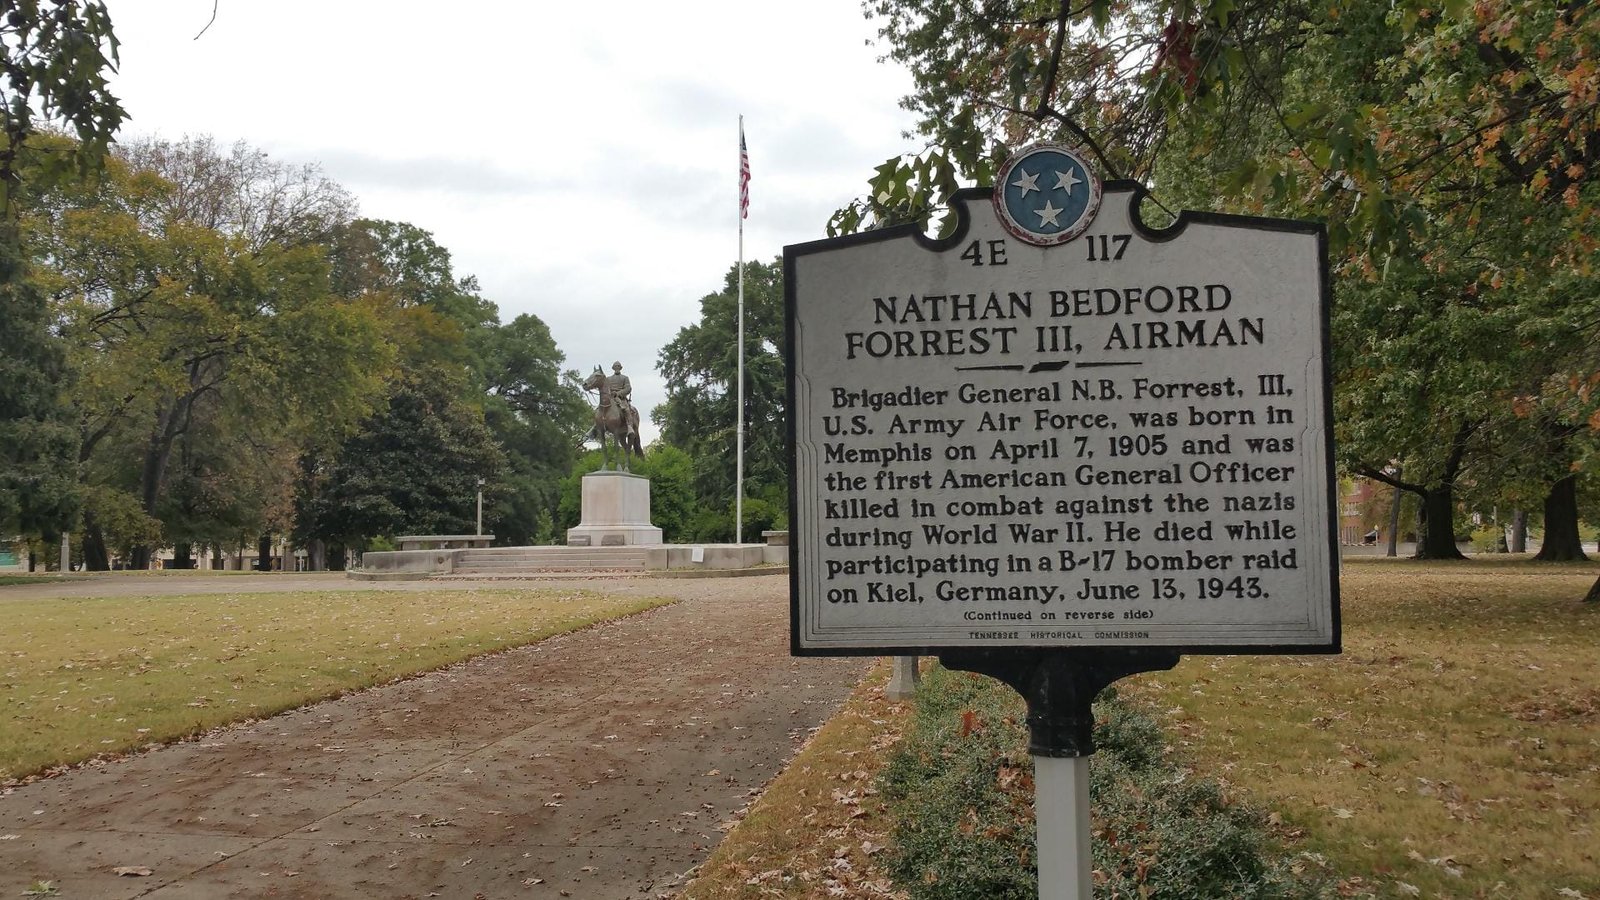 4E 117
NATHAN BEDFORD
FORREST III, AIRMAN
Brigadier General N.B. Forrest, III,
U.S. Army Air Force, was born in
Memphis on April 7, 1905 and was
the first American General Officer
killed in combat against the nazis
during World War II. He died while
participating in a B-17 bomber raid
on Kiel, Germany, June 13, 1943.
(Continued on reverse side)
TENNESSEE HISTORICAL COMMISSION